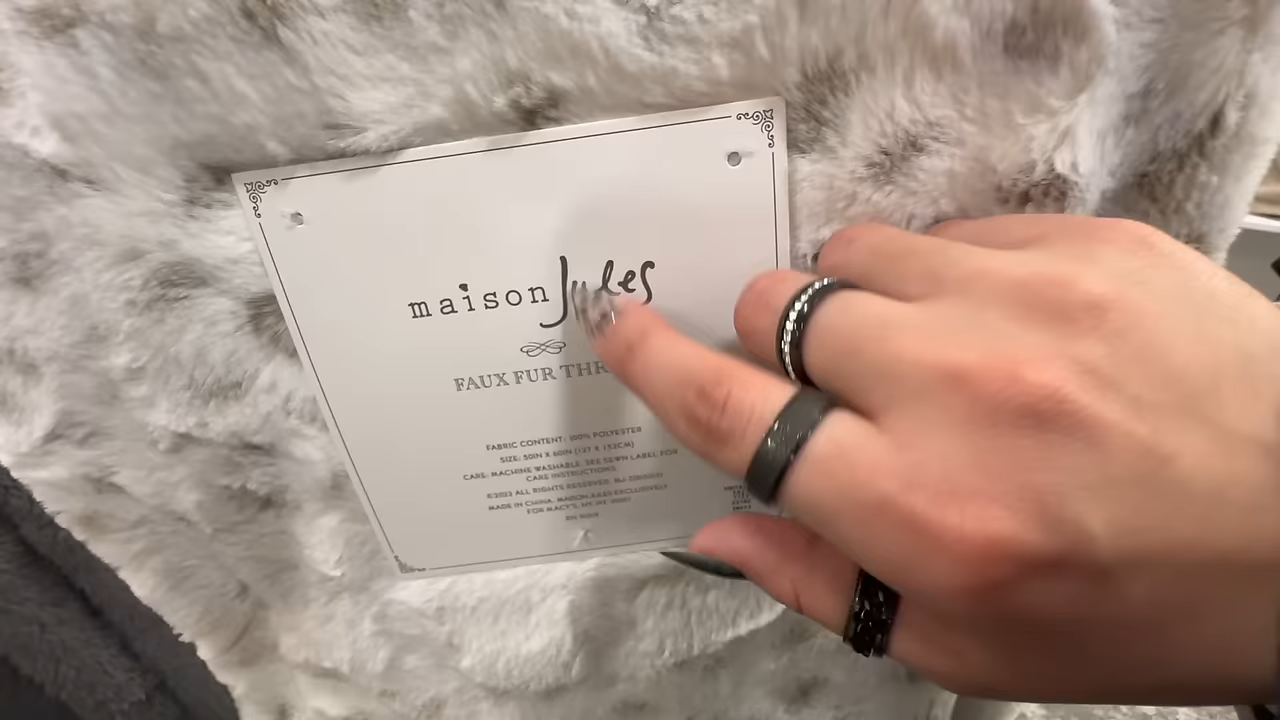 maison Jules
FAUX FUR THR
FABRIC CONTENT: 100% POLYESTER
SIZE: 50IN X 60IN (127 X 152CM)
CARE: MACHINE WASHABLE. SEE SEWN LABEL FOR
CARE INSTRUCTIONS.
©2022 ALL RIGHTS RESERVED.
MADE IN CHINA. MAISON JULES EXCLUSIVELY
FOR MACY'S, NY, NY,